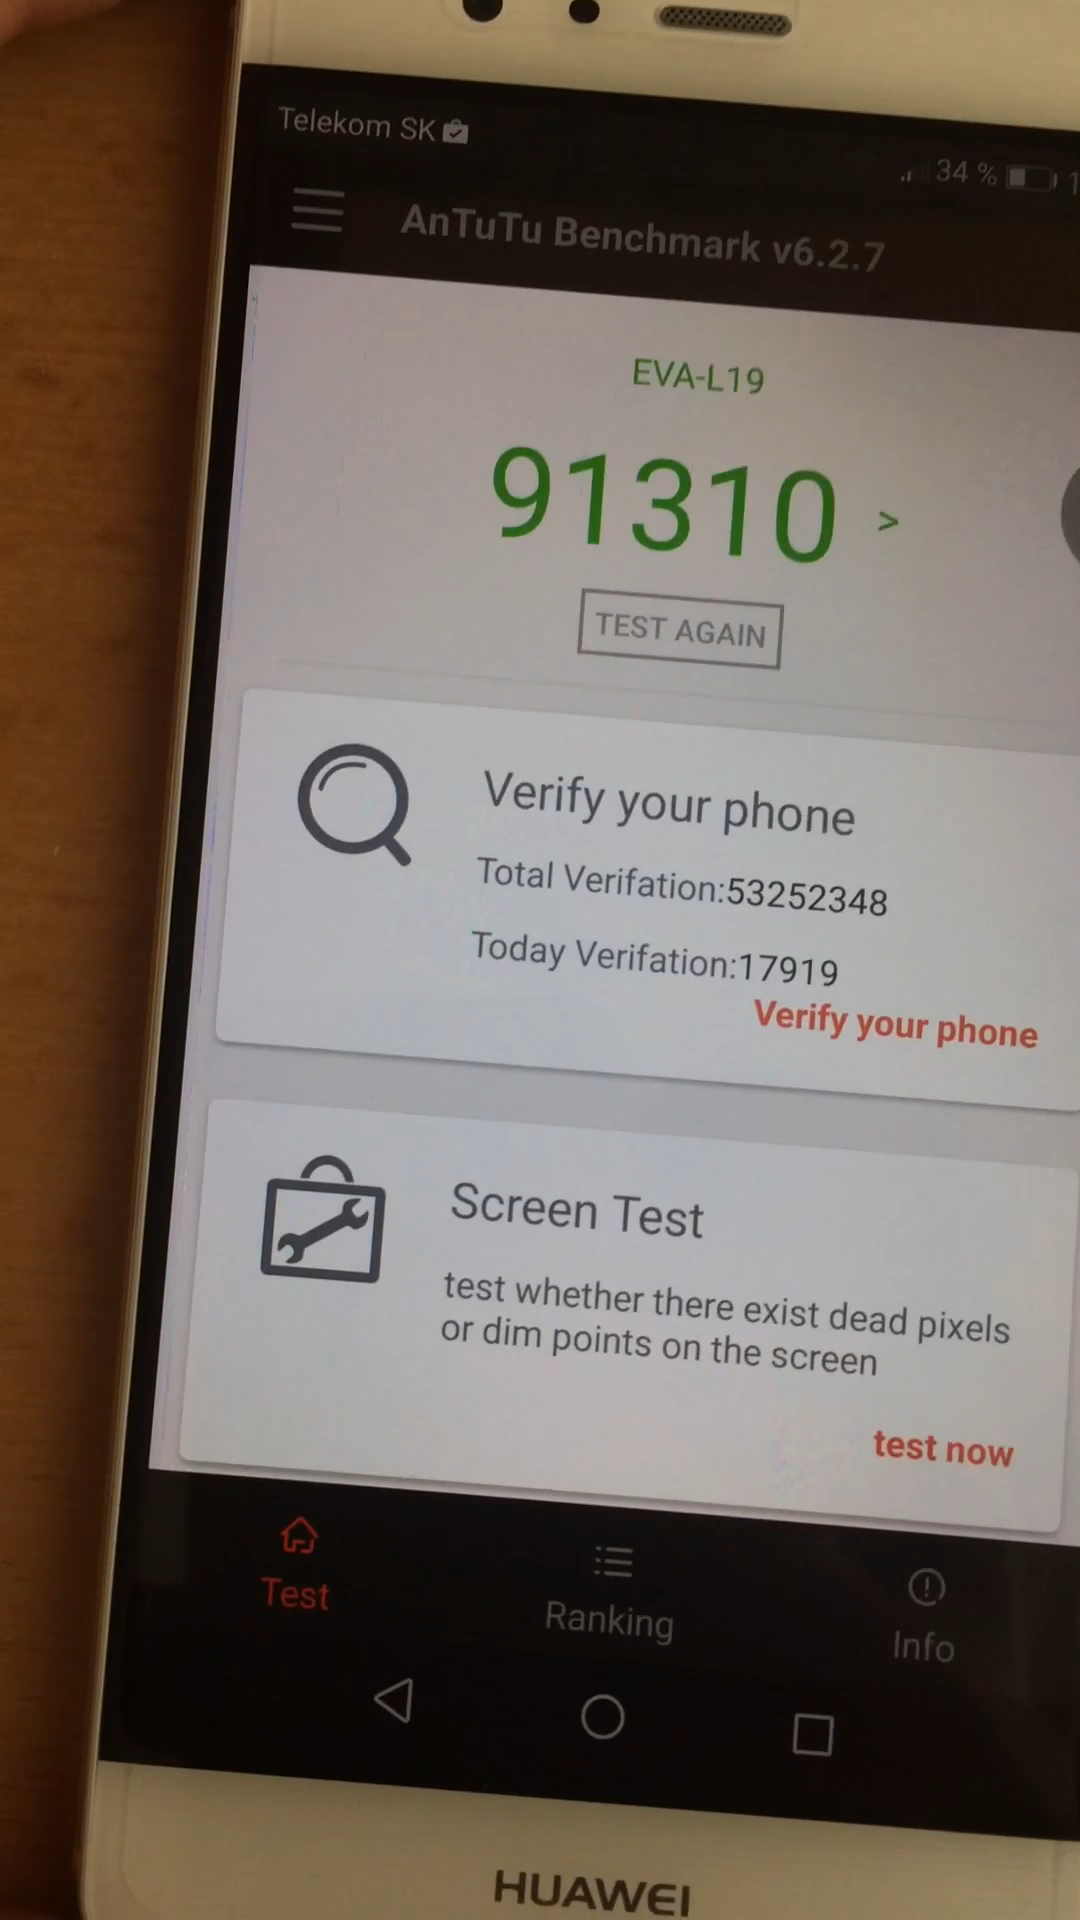 Telekom SK
34 %
AnTuTu Benchmark v6.2.7
EVA-L19
91310 >
TEST AGAIN
Verify your phone
Total Verifation:53252348
Today Verifation:17919
Verify your phone
Screen Test
test whether there exist dead pixels
or dim points on the screen
test now
Test
Ranking
Info
HUAWEI